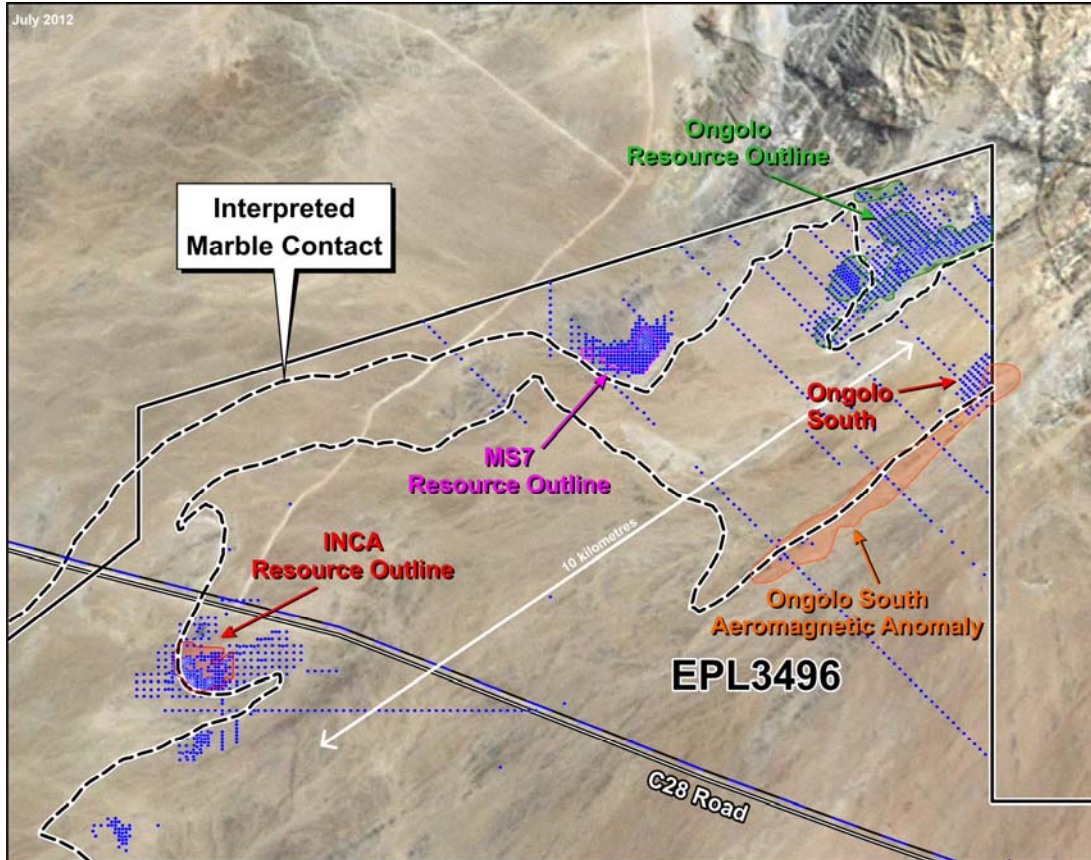 July 2012
Ongolo
Resource Outline
Interpreted
Marble Contact
Ongolo
South
MS7
Resource Outline
INCA
Resource Outline
10 kilometres
Ongolo South
Aeromagnetic Anomaly
EPL3496
C28 Road